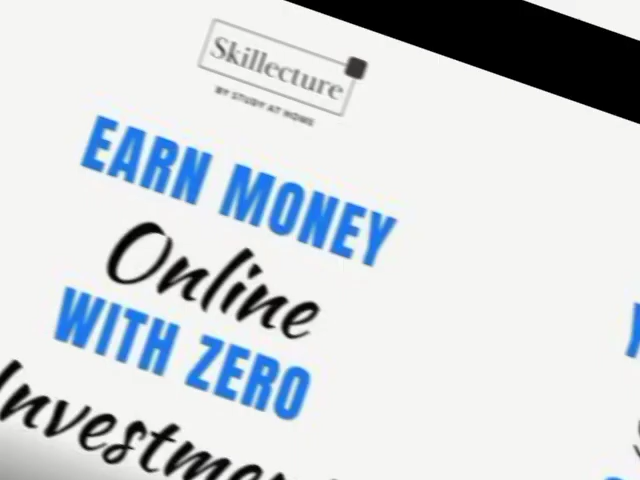 Skillecture
BY STUDY AT HOME
EARN MONEY
Online
WITH ZERO